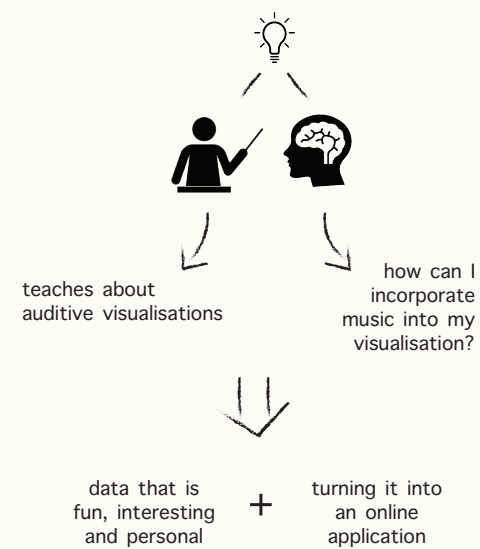 teaches about
auditive visualisations
how can I
incorporate
music into my
visualisation?
data that is
fun, interesting
and personal
+
turning it into
an online
application